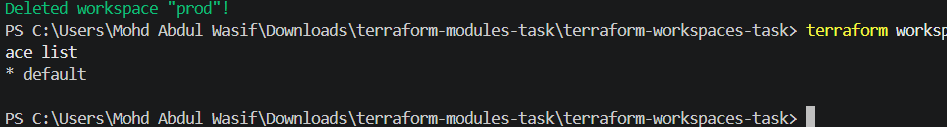 Deleted workspace "prod"!
PS C:\Users\Mohd Abdul Wasif\Downloads\terraform-modules-task\terraform-workspaces-task> terraform worksp
ace list
* default
PS C:\Users\Mohd Abdul Wasif\Downloads\terraform-modules-task\terraform-workspaces-task>